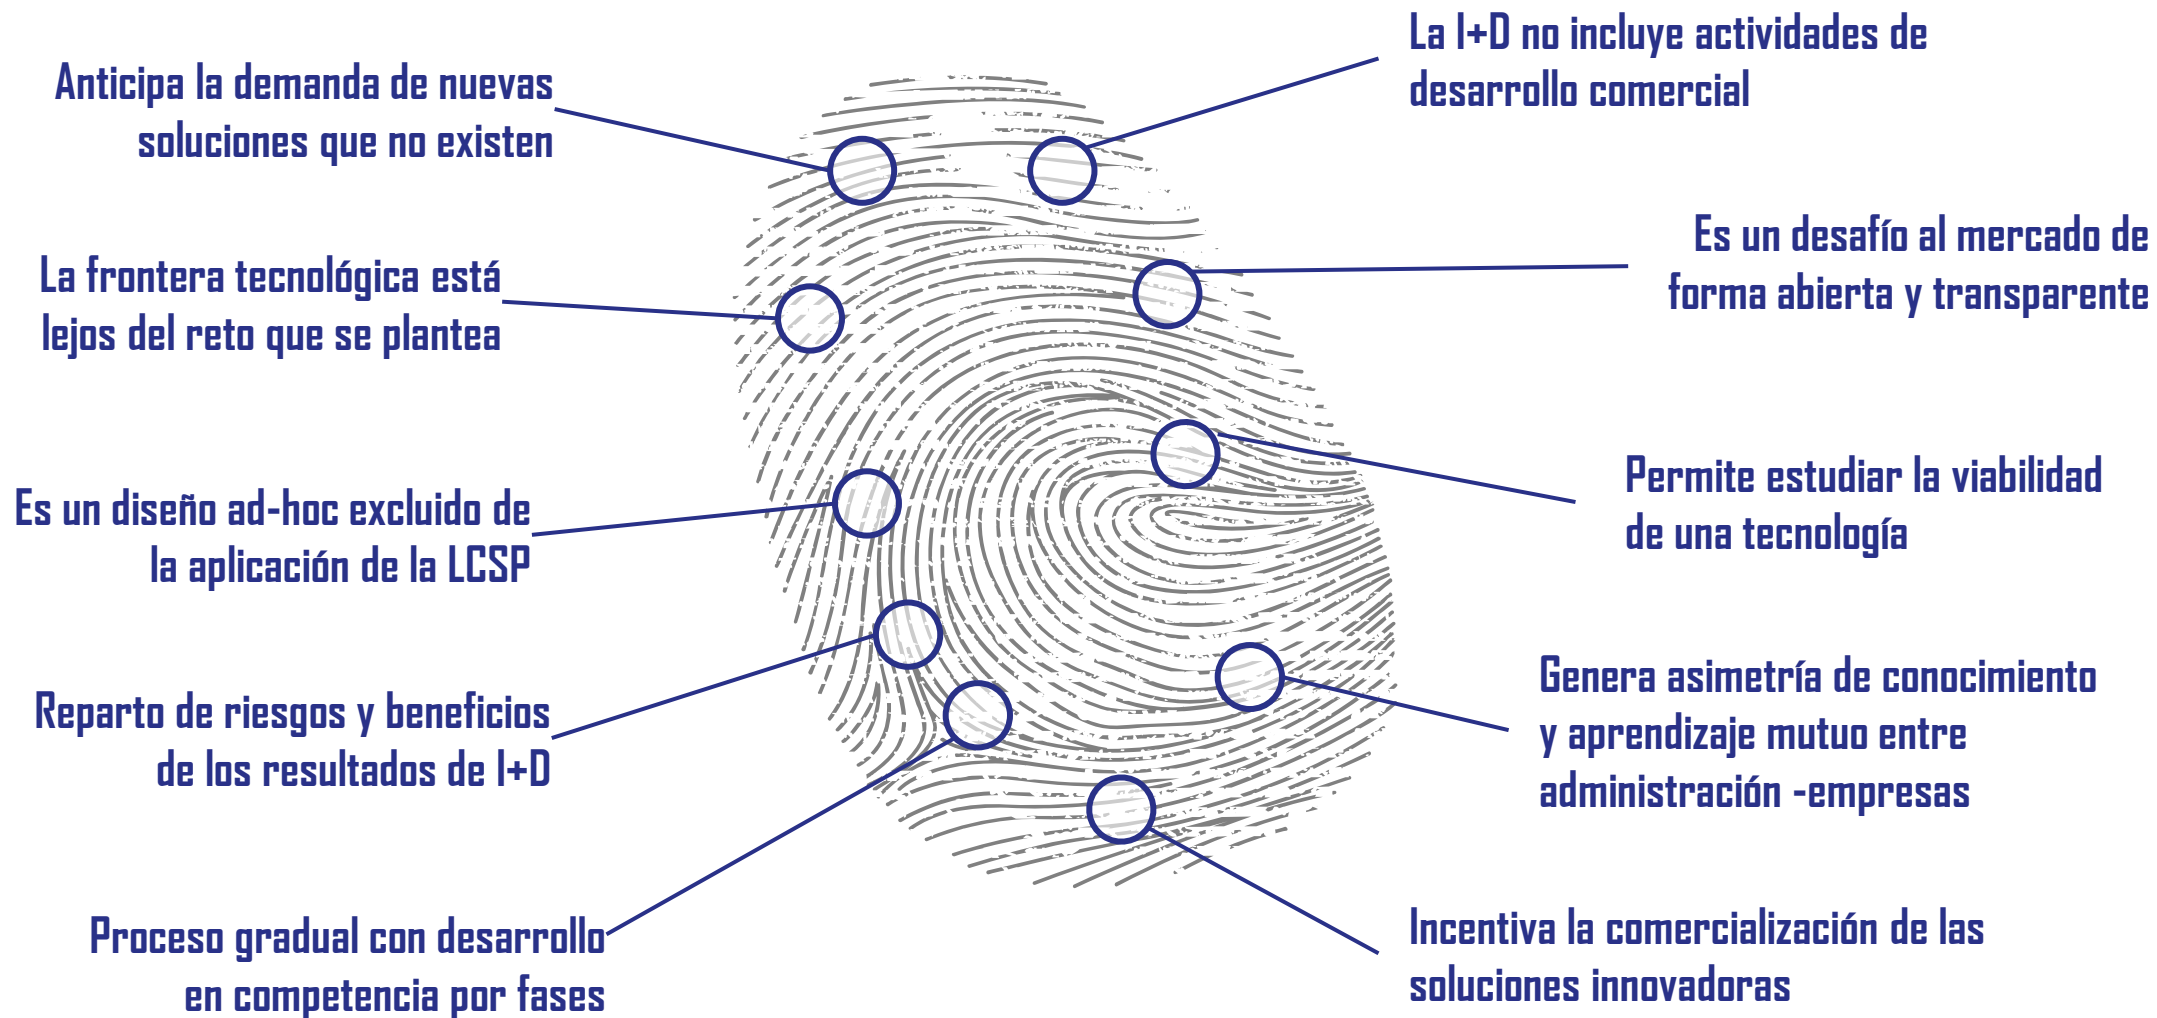 Anticipa la demanda de nuevas
soluciones que no existen
La frontera tecnológica está
lejos del reto que se plantea
Es un diseño ad-hoc excluido de
la aplicación de la LCSP
Reparto de riesgos y beneficios
de los resultados de I+D
Proceso gradual con desarrollo
en competencia por fases
La I+D no incluye actividades de
desarrollo comercial
Es un desafío al mercado de
forma abierta y transparente
Permite estudiar la viabilidad
de una tecnología
Genera asimetría de conocimiento
y aprendizaje mutuo entre
administración -empresas
Incentiva la comercialización de las
soluciones innovadoras